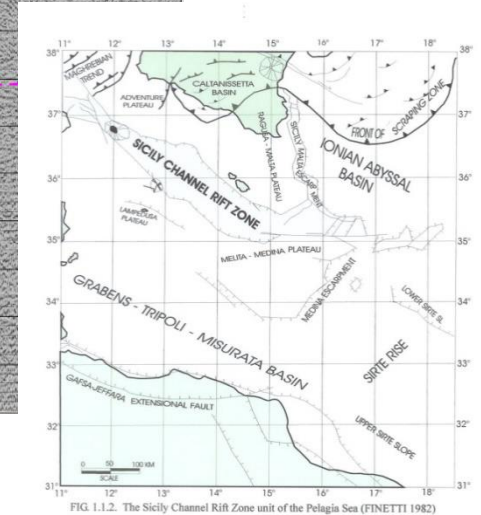 11° 12° 13° 14° 15° 16° 17° 18°
38° 38°
MAGHREBIAN
TREND
CALTANISSETTA
BASIN
ADVENTURE
PLATEAU
37° 37°
FRONT OF SCRAPING ZONE
RAGUSA - MALTA PLATEAU
SICILY MALTA ESCARPMENT
IONIAN ABYSSAL
BASIN
SICILY CHANNEL RIFT ZONE
36° 36°
LAMPEDUSA
PLATEAU
35° 35°
MELITA - MEDINA PLATEAU
MEDINA ESCARPMENT
34° 34°
LOWER SIRTE SL.
GRABENS - TRIPOLI - MISURATA BASIN
33° 33°
SIRTE RISE
GAFSA JEFFARA EXTENSIONAL FAULT
32° 32°
UPPER SIRTE SLOPE
0 50 100 KM
SCALE
31° 31°
11° 12° 13° 14° 15° 16° 17° 18°
FIG. 1.1.2. The Sicily Channel Rift Zone unit of the Pelagia Sea (FINETTI 1982)